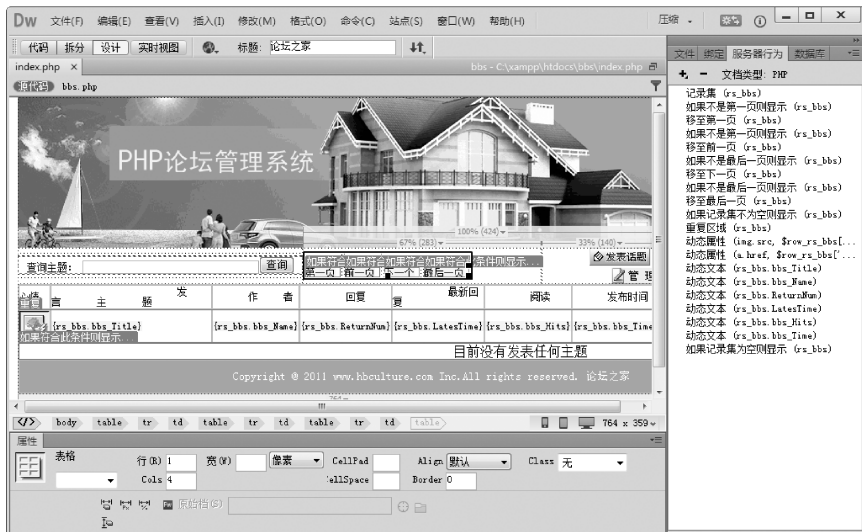 Dw 文件(F) 编辑(E) 查看(V) 插入(I) 修改(M) 格式(O) 命令(C) 站点(S) 窗口(W) 帮助(H) 压缩
代码 拆分 设计 实时视图 标题: 论坛之家
index.php × bbs - C:\xampp\htdocs\bbs\index.php
源代码 bbs.php
PHP论坛管理系统
100% (424)
67% (283) 33% (140)
查询主题: 查询
如果符合如果符合如果符合如果符合此条件则显示...
第一页 前一页 下一个 最后一页
发表话题
管 理
心情 发言主题 作 者 回复 最新回复 阅读 发布时间
重复
{rs_bbs.bbs_Title} {rs_bbs.bbs_Name} {rs_bbs.ReturnNum} {rs_bbs.LatesTime} {rs_bbs.bbs_Hits} {rs_bbs.bbs_Time
如果符合此条件则显示...
目前没有发表任何主题
Copyright @ 2011 www.hbculture.com Inc.All rights reserved. 论坛之家
764
body table tr td table tr td table tr td table 764 x 359
属性
表格 行(R) 1 宽(W) 像素 CellPad Align 默认 Class 无
Cols 4 CellSpace Border 0
原始档(S)
文件 绑定 服务器行为 数据库
文档类型: PHP
记录集 (rs_bbs)
如果不是第一页则显示 (rs_bbs)
移至第一页 (rs_bbs)
如果不是第一页则显示 (rs_bbs)
移至前一页 (rs_bbs)
如果不是最后一页则显示 (rs_bbs)
移至下一页 (rs_bbs)
如果不是最后一页则显示 (rs_bbs)
移至最后一页 (rs_bbs)
如果记录集不为空则显示 (rs_bbs)
重复区域 (rs_bbs)
动态属性 (img.src, $row_rs_bbs[...
动态属性 (a.href, $row_rs_bbs['...
动态文本 (rs_bbs.bbs_Title)
动态文本 (rs_bbs.bbs_Name)
动态文本 (rs_bbs.ReturnNum)
动态文本 (rs_bbs.LatesTime)
动态文本 (rs_bbs.bbs_Hits)
动态文本 (rs_bbs.bbs_Time)
如果记录集为空则显示 (rs_bbs)